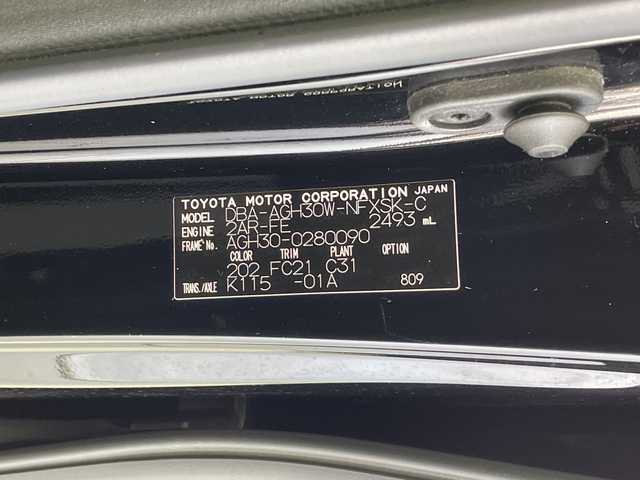 TOYOTA MOTOR CORPORATION JAPAN
MODEL DBA-AGH30W-NFXSK-C
ENGINE 2AR-FE 2493 mL
FRAME No. AGH30-0280090
COLOR TRIM PLANT OPTION
202 FC21 C31
TRANS./AXLE K115 -01A 809